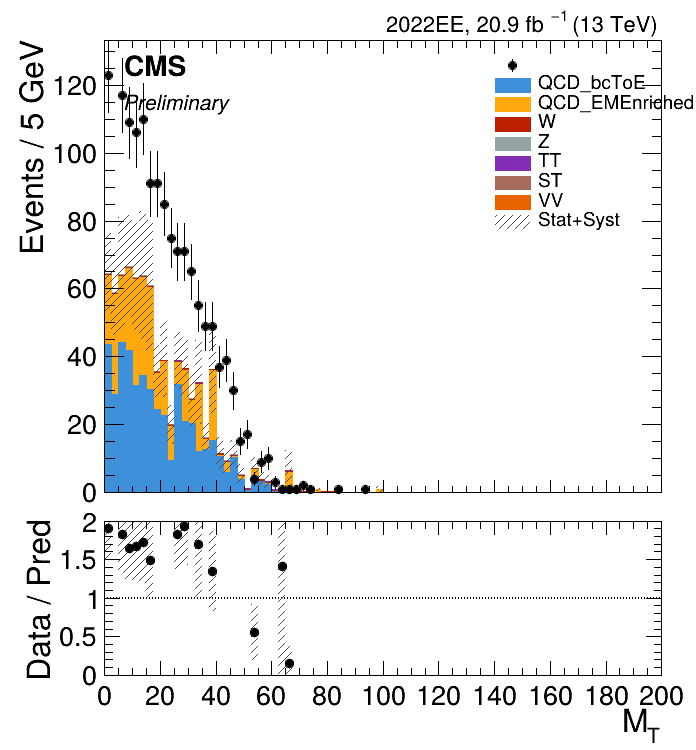 2022EE, 20.9 fb⁻¹ (13 TeV)
CMS
Preliminary
Events / 5 GeV
0
20
40
60
80
100
120
QCD_bcToE
QCD_EMEnriched
W
Z
TT
ST
VV
Stat+Syst
Data / Pred
0
0.5
1
1.5
2
0 20 40 60 80 100 120 140 160 180 200
M_T